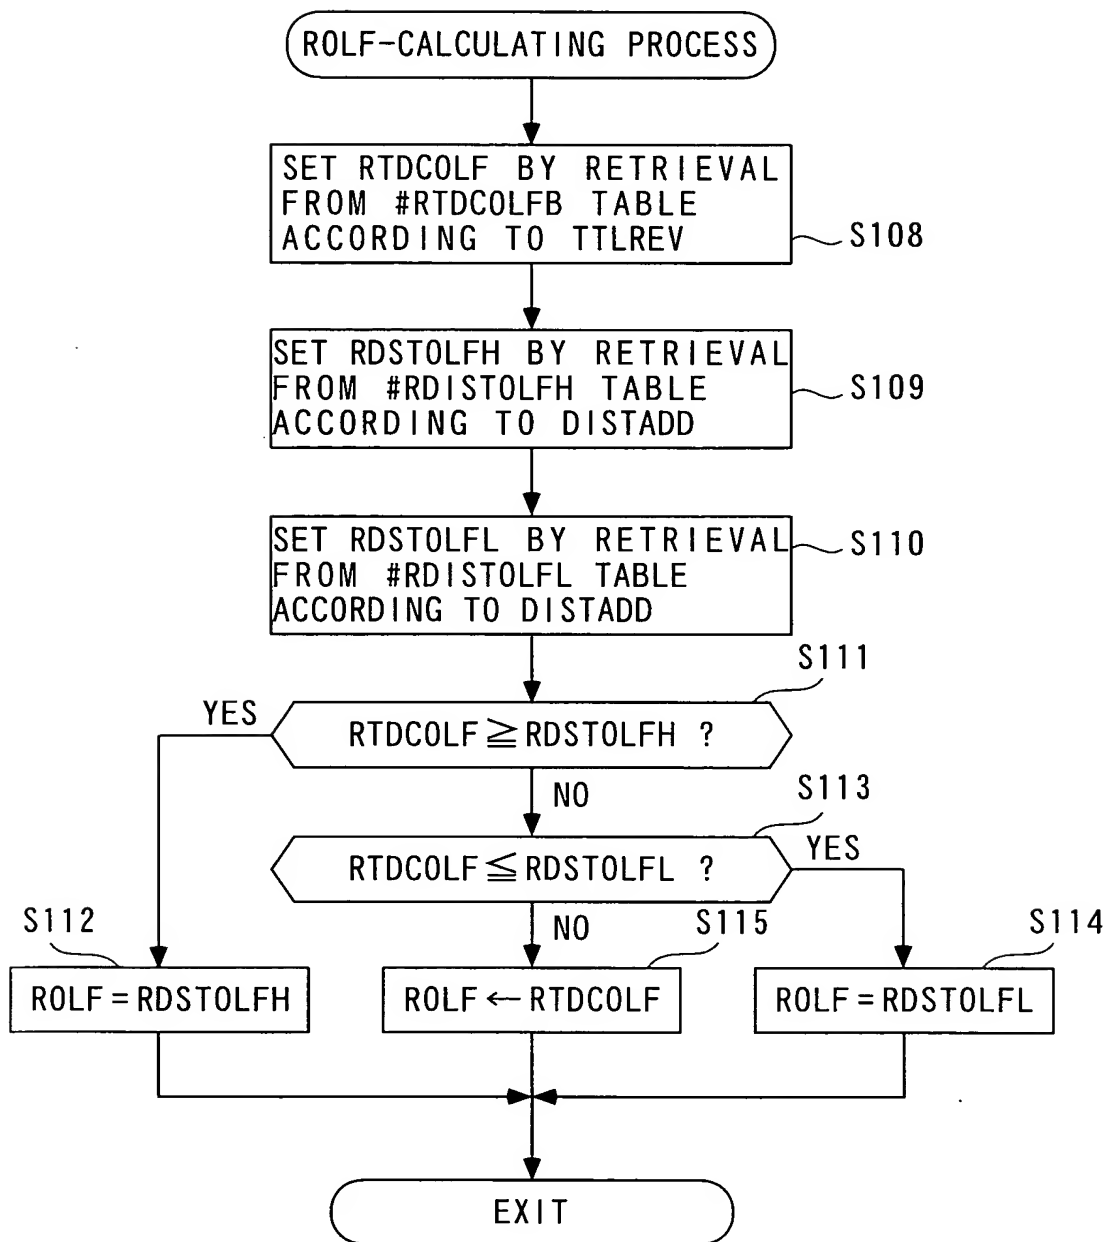 ROLF-CALCULATING PROCESS
SET RTDCOLF BY RETRIEVAL
FROM #RTDCOLFB TABLE
ACCORDING TO TTLREV
S108
SET RDSTOLFH BY RETRIEVAL
FROM #RDISTOLFH TABLE
ACCORDING TO DISTADD
S109
SET RDSTOLFL BY RETRIEVAL
FROM #RDISTOLFL TABLE
ACCORDING TO DISTADD
S110
S111
YES
RTDCOLF ≧ RDSTOLFH ?
NO
S113
RTDCOLF ≦ RDSTOLFL ?
YES
NO
S112
S115
S114
ROLF = RDSTOLFH
ROLF ← RTDCOLF
ROLF = RDSTOLFL
EXIT